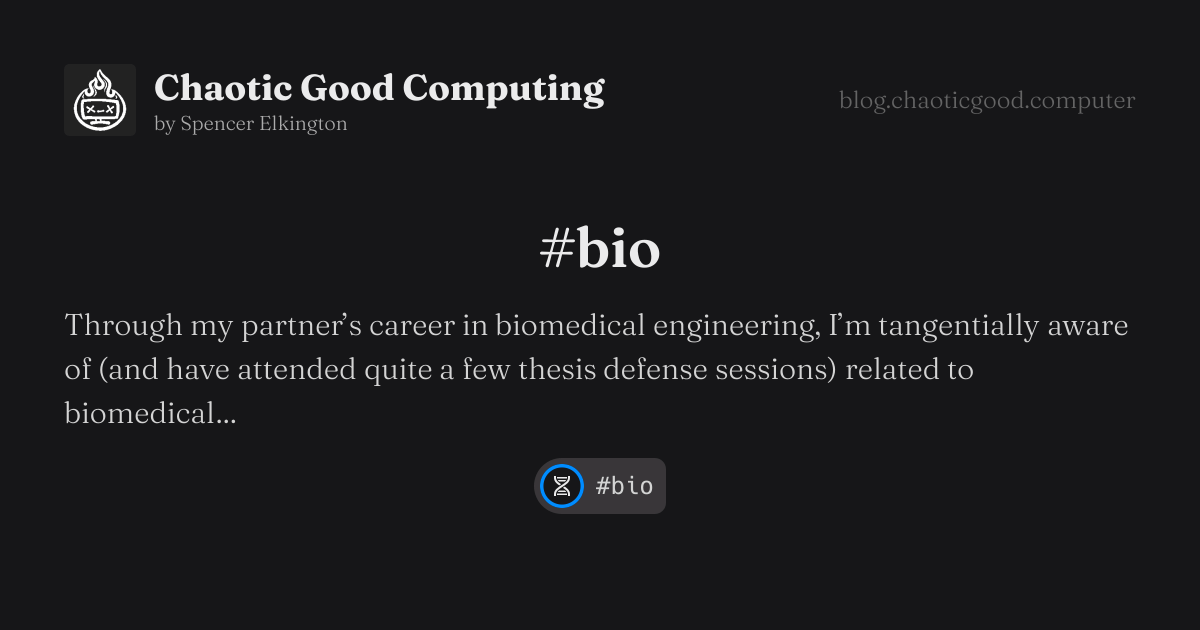 Chaotic Good Computing
by Spencer Elkington
blog.chaoticgood.computer
#bio
Through my partner’s career in biomedical engineering, I’m tangentially aware
of (and have attended quite a few thesis defense sessions) related to
biomedical...
#bio